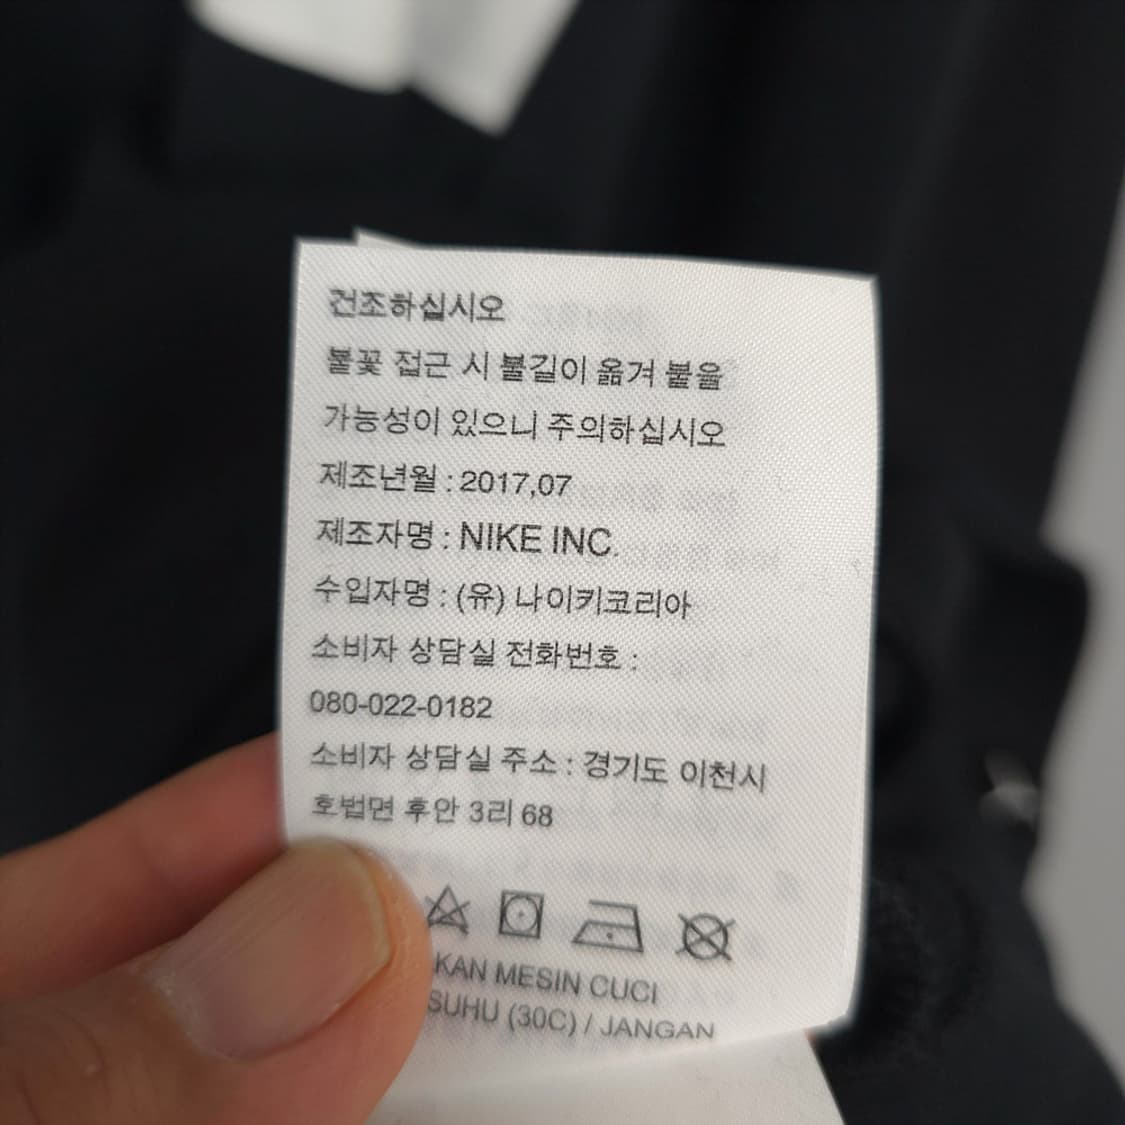 건조하십시오
불꽃 접근 시 불길이 옮겨 붙을
가능성이 있으니 주의하십시오
제조년월 : 2017,07
제조자명 : NIKE INC.
수입자명 : (유) 나이키코리아
소비자 상담실 전화번호 :
080-022-0182
소비자 상담실 주소 : 경기도 이천시
호법면 후안 3리 68
KAN MESIN CUCI
SUHU (30C) / JANGAN